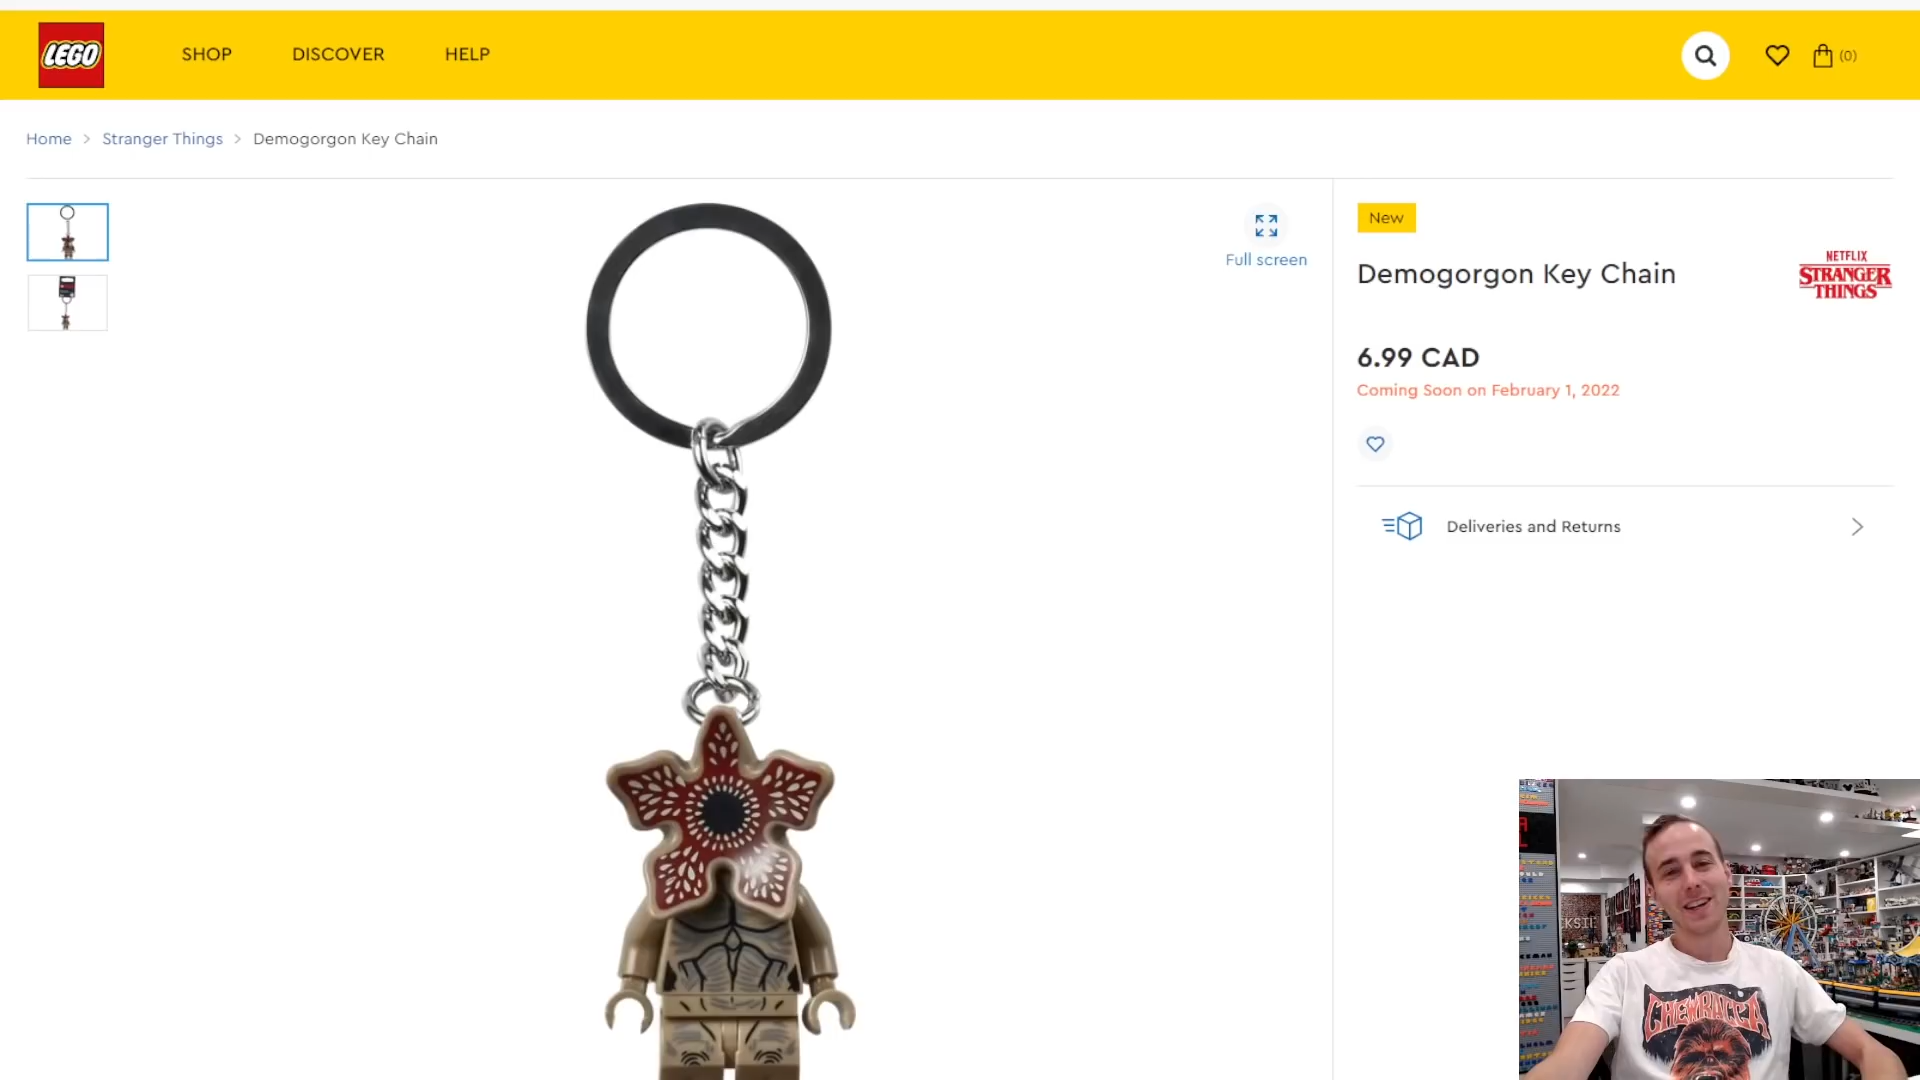 LEGO
SHOP
DISCOVER
HELP
(0)
Home > Stranger Things > Demogorgon Key Chain
Full screen
New
Demogorgon Key Chain
NETFLIX
STRANGER
THINGS
6.99 CAD
Coming Soon on February 1, 2022
Deliveries and Returns
CHEWBACCA